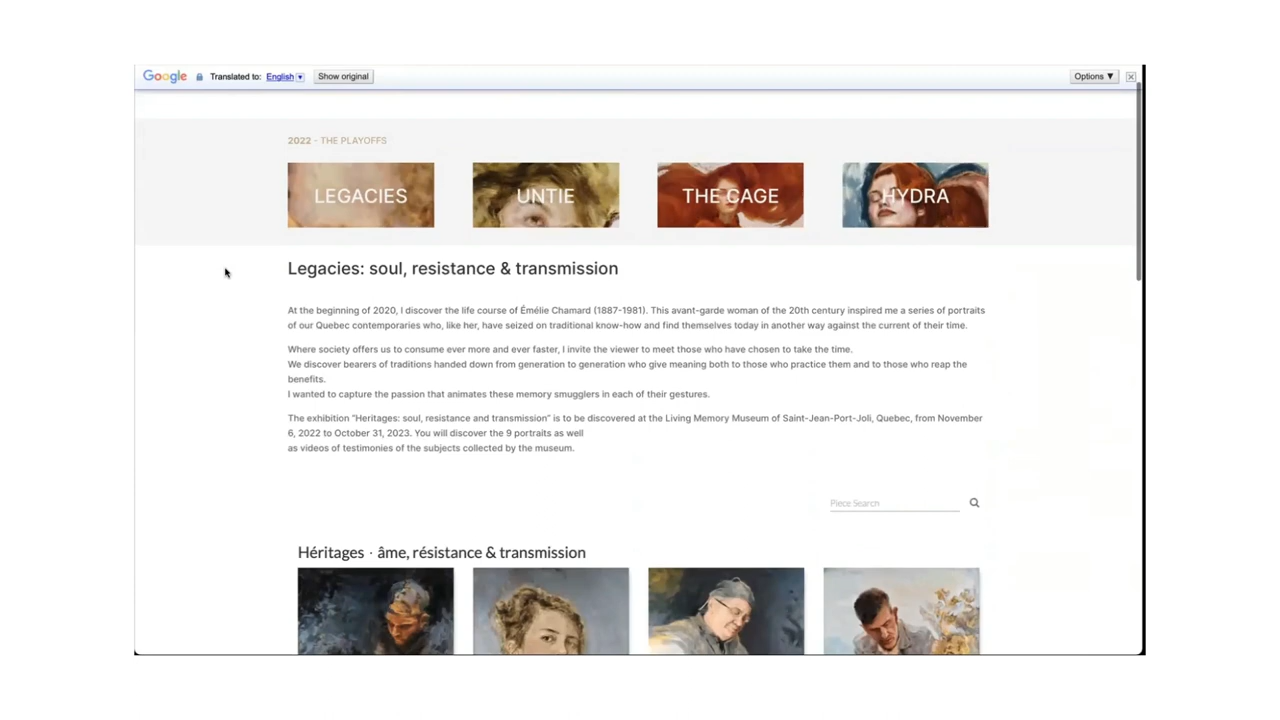 Google Translated to: English ▼ Show original Options ▼
2022 - THE PLAYOFFS
LEGACIES UNTIE THE CAGE HYDRA
Legacies: soul, resistance & transmission
At the beginning of 2020, I discover the life course of Émélie Chamard (1887-1981). This avant-garde woman of the 20th century inspired me a series of portraits
of our Quebec contemporaries who, like her, have seized on traditional know-how and find themselves today in another way against the current of their time.
Where society offers us to consume ever more and ever faster, I invite the viewer to meet those who have chosen to take the time.
We discover bearers of traditions handed down from generation to generation who give meaning both to those who practice them and to those who reap the
benefits.
I wanted to capture the passion that animates these memory smugglers in each of their gestures.
The exhibition "Heritages: soul, resistance and transmission" is to be discovered at the Living Memory Museum of Saint-Jean-Port-Joli, Quebec, from November
6, 2022 to October 31, 2023. You will discover the 9 portraits as well
as videos of testimonies of the subjects collected by the museum.
Piece Search
Héritages · âme, résistance & transmission